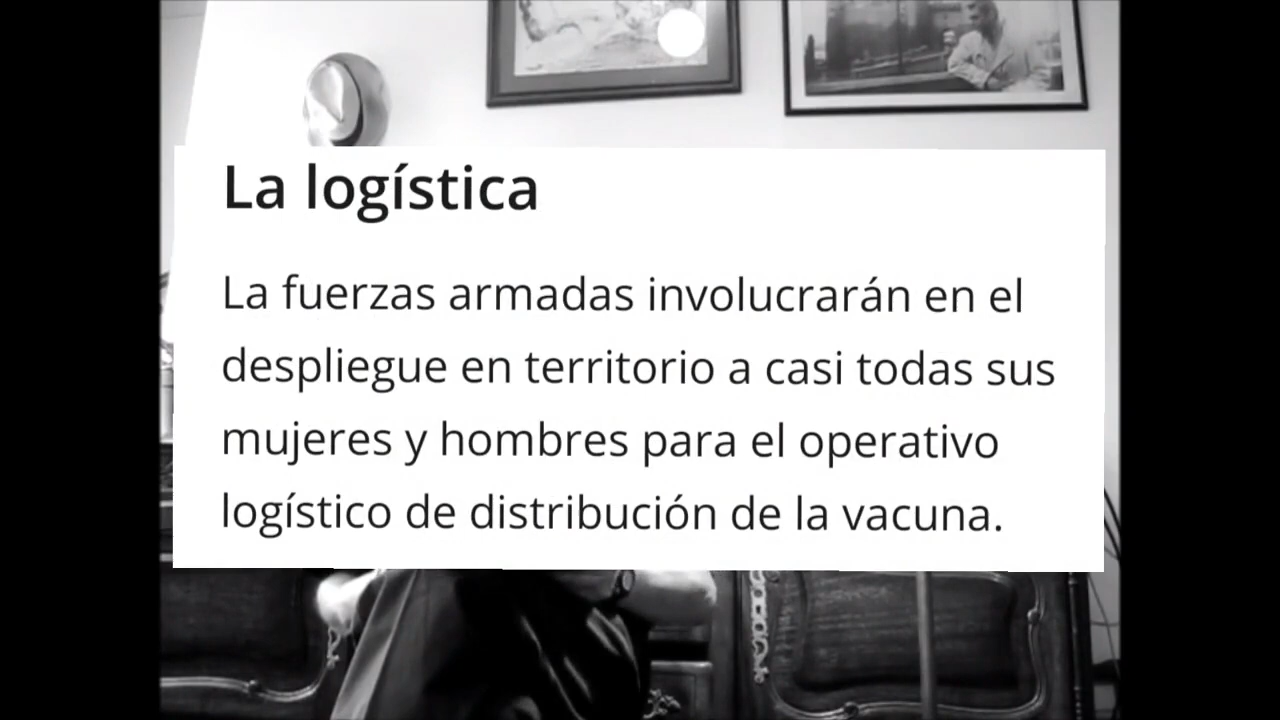 La logística
La fuerzas armadas involucrarán en el
despliegue en territorio a casi todas sus
mujeres y hombres para el operativo
logístico de distribución de la vacuna.